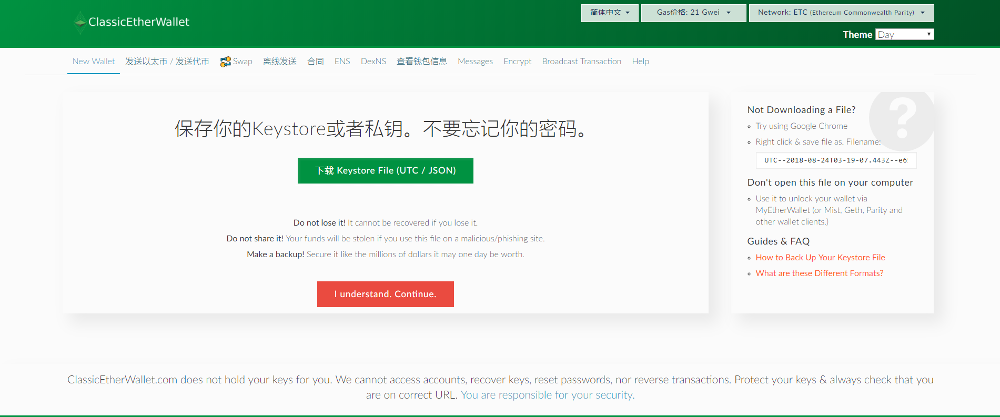 ClassicEtherWallet
简体中文
Gas价格: 21 Gwei
Network: ETC (Ethereum Commonwealth Parity)
Theme Day
New Wallet 发送以太币 / 发送代币 Swap 离线发送 合同 ENS DexNS 查看钱包信息 Messages Encrypt Broadcast Transaction Help
保存你的Keystore或者私钥。不要忘记你的密码。
下载 Keystore File (UTC / JSON)
Do not lose it! It cannot be recovered if you lose it.
Do not share it! Your funds will be stolen if you use this file on a malicious/phishing site.
Make a backup! Secure it like the millions of dollars it may one day be worth.
I understand. Continue.
Not Downloading a File?
Try using Google Chrome
Right click & save file as. Filename:
UTC--2018-08-24T03-19-07.443Z--e6
Don't open this file on your computer
Use it to unlock your wallet via
MyEtherWallet (or Mist, Geth, Parity and
other wallet clients.)
Guides & FAQ
How to Back Up Your Keystore File
What are these Different Formats?
ClassicEtherWallet.com does not hold your keys for you. We cannot access accounts, recover keys, reset passwords, nor reverse transactions. Protect your keys & always check that you
are on correct URL. You are responsible for your security.